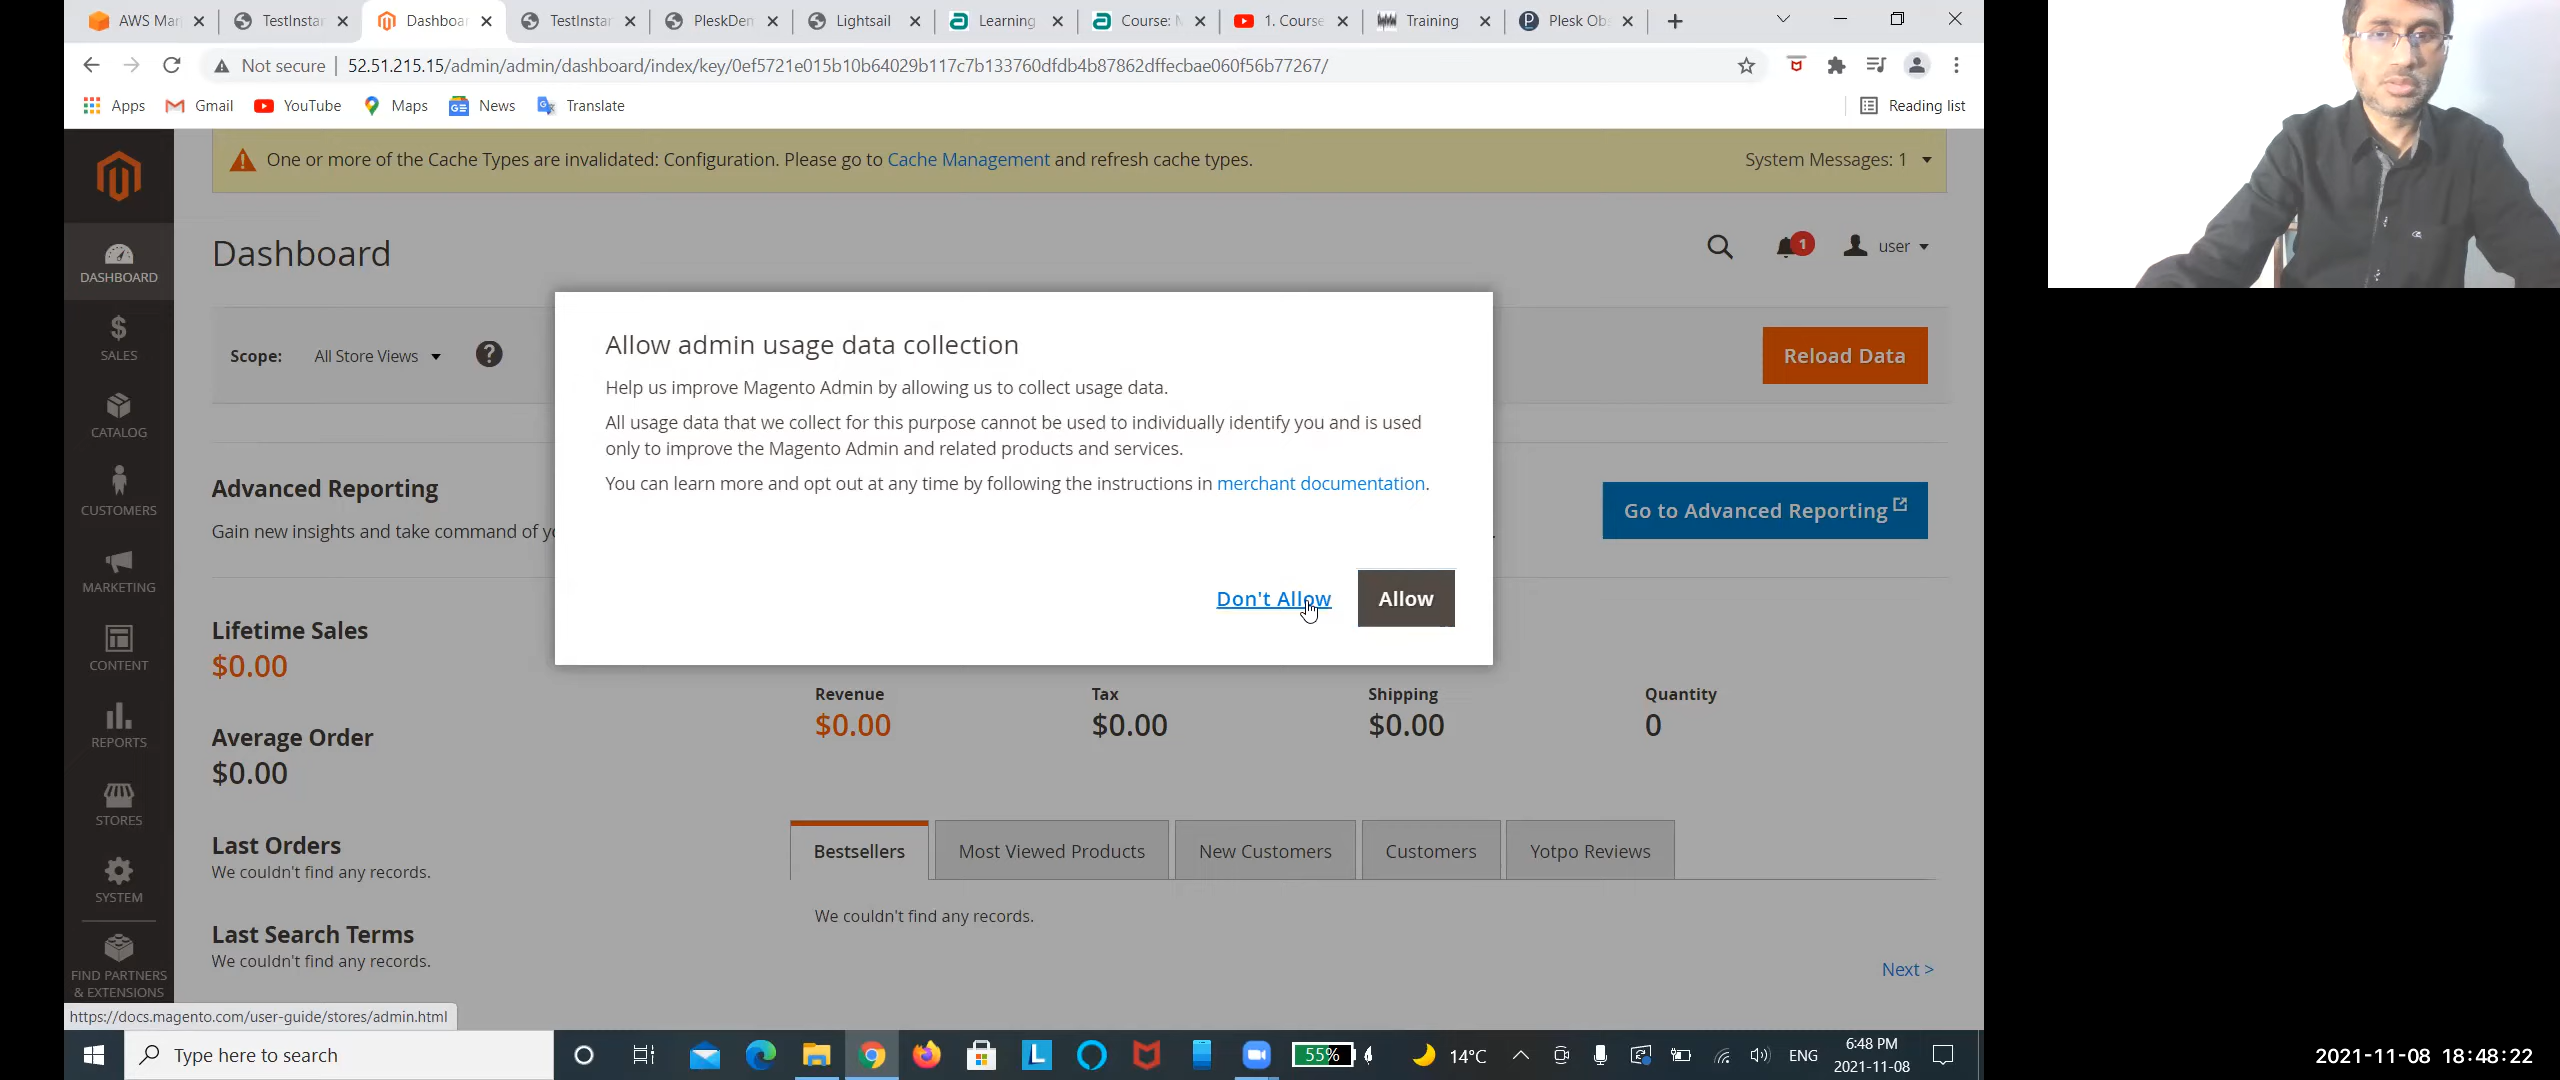 AWS Mar
TestInstan
Dashboar
TestInstan
PleskDem
Lightsail
Learning
Course: M
1. Course
Training
Plesk Obs
Not secure
52.51.215.15/admin/admin/dashboard/index/key/0ef5721e015b10b64029b117c7b133760dfdb4b87862dffecbae060f56b77267/
Apps
Gmail
YouTube
Maps
News
Translate
Reading list
One or more of the Cache Types are invalidated: Configuration. Please go to Cache Management and refresh cache types.
System Messages: 1
Dashboard
1
user
DASHBOARD
SALES
CATALOG
CUSTOMERS
MARKETING
CONTENT
REPORTS
STORES
SYSTEM
FIND PARTNERS
& EXTENSIONS
Scope:
All Store Views
?
Reload Data
Allow admin usage data collection
Help us improve Magento Admin by allowing us to collect usage data.
All usage data that we collect for this purpose cannot be used to individually identify you and is used
only to improve the Magento Admin and related products and services.
You can learn more and opt out at any time by following the instructions in merchant documentation.
Don't Allow
Allow
Advanced Reporting
Gain new insights and take command of yo
Go to Advanced Reporting
Lifetime Sales
$0.00
Average Order
$0.00
Last Orders
We couldn't find any records.
Last Search Terms
We couldn't find any records.
Revenue
$0.00
Tax
$0.00
Shipping
$0.00
Quantity
0
Bestsellers
Most Viewed Products
New Customers
Customers
Yotpo Reviews
We couldn't find any records.
Next >
https://docs.magento.com/user-guide/stores/admin.html
Type here to search
L
55%
14°C
ENG
6:48 PM
2021-11-08
2021-11-08 18:48:22